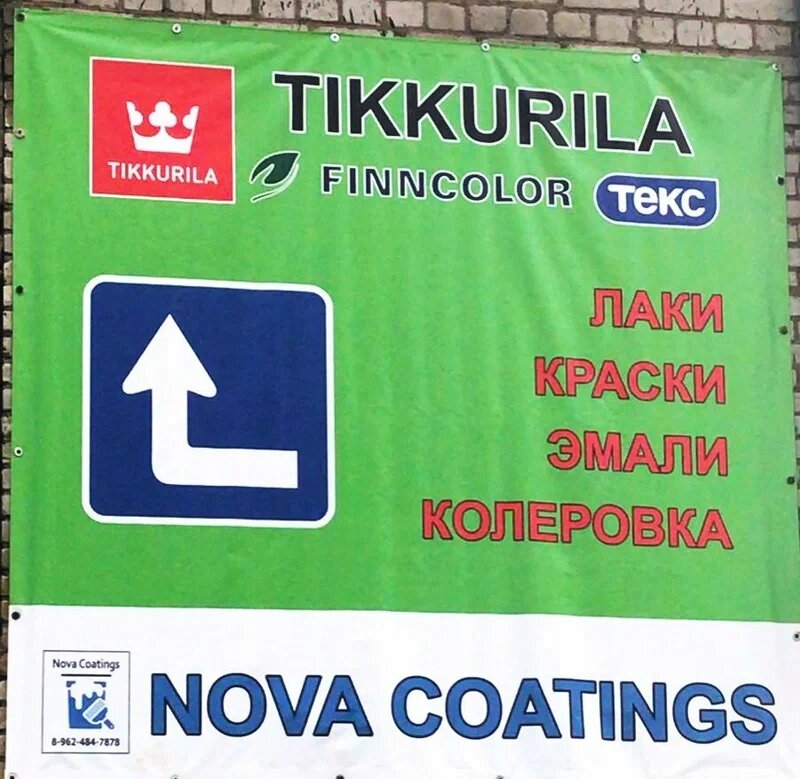 TIKKURILA
TIKKURILA
FINNCOLOR
текс
ЛАКИ
КРАСКИ
ЭМАЛИ
КОЛЕРОВКА
Nova Coatings
8-962-484-7878
NOVA COATINGS